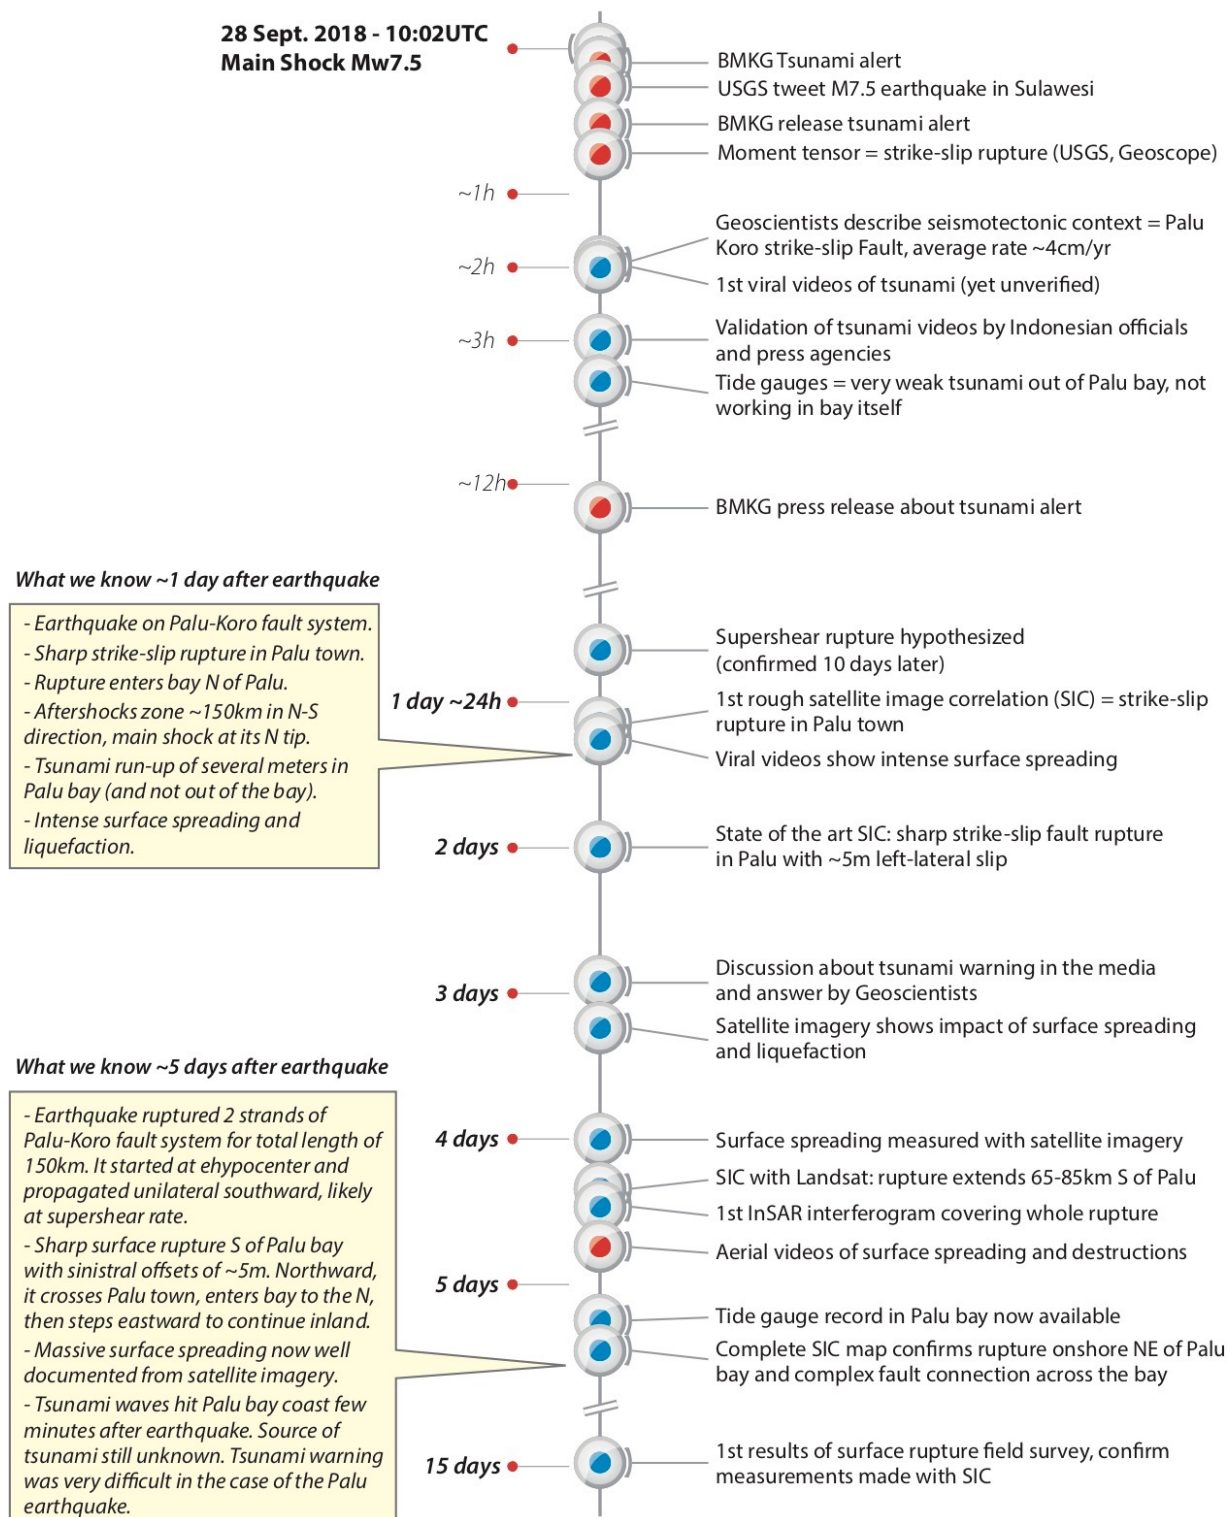 28 Sept. 2018 - 10:02UTC
Main Shock Mw7.5
BMKG Tsunami alert
USGS tweet M7.5 earthquake in Sulawesi
BMKG release tsunami alert
Moment tensor = strike-slip rupture (USGS, Geoscope)
~1h
Geoscientists describe seismotectonic context = Palu
Koro strike-slip Fault, average rate ~4cm/yr
~2h
1st viral videos of tsunami (yet unverified)
~3h
Validation of tsunami videos by Indonesian officials
and press agencies
Tide gauges = very weak tsunami out of Palu bay, not
working in bay itself
~12h
BMKG press release about tsunami alert
What we know ~1 day after earthquake
- Earthquake on Palu-Koro fault system.
- Sharp strike-slip rupture in Palu town.
- Rupture enters bay N of Palu.
- Aftershocks zone ~150km in N-S
direction, main shock at its N tip.
- Tsunami run-up of several meters in
Palu bay (and not out of the bay).
- Intense surface spreading and
liquefaction.
Supershear rupture hypothesized
(confirmed 10 days later)
1 day ~24h
1st rough satellite image correlation (SIC) = strike-slip
rupture in Palu town
Viral videos show intense surface spreading
2 days
State of the art SIC: sharp strike-slip fault rupture
in Palu with ~5m left-lateral slip
3 days
Discussion about tsunami warning in the media
and answer by Geoscientists
Satellite imagery shows impact of surface spreading
and liquefaction
What we know ~5 days after earthquake
- Earthquake ruptured 2 strands of
Palu-Koro fault system for total length of
150km. It started at ehypocenter and
propagated unilateral southward, likely
at supershear rate.
- Sharp surface rupture S of Palu bay
with sinistral offsets of ~5m. Northward,
it crosses Palu town, enters bay to the N,
then steps eastward to continue inland.
- Massive surface spreading now well
documented from satellite imagery.
- Tsunami waves hit Palu bay coast few
minutes after earthquake. Source of
tsunami still unknown. Tsunami warning
was very difficult in the case of the Palu
earthquake.
4 days
Surface spreading measured with satellite imagery
SIC with Landsat: rupture extends 65-85km S of Palu
1st InSAR interferogram covering whole rupture
Aerial videos of surface spreading and destructions
5 days
Tide gauge record in Palu bay now available
Complete SIC map confirms rupture onshore NE of Palu
bay and complex fault connection across the bay
15 days
1st results of surface rupture field survey, confirm
measurements made with SIC